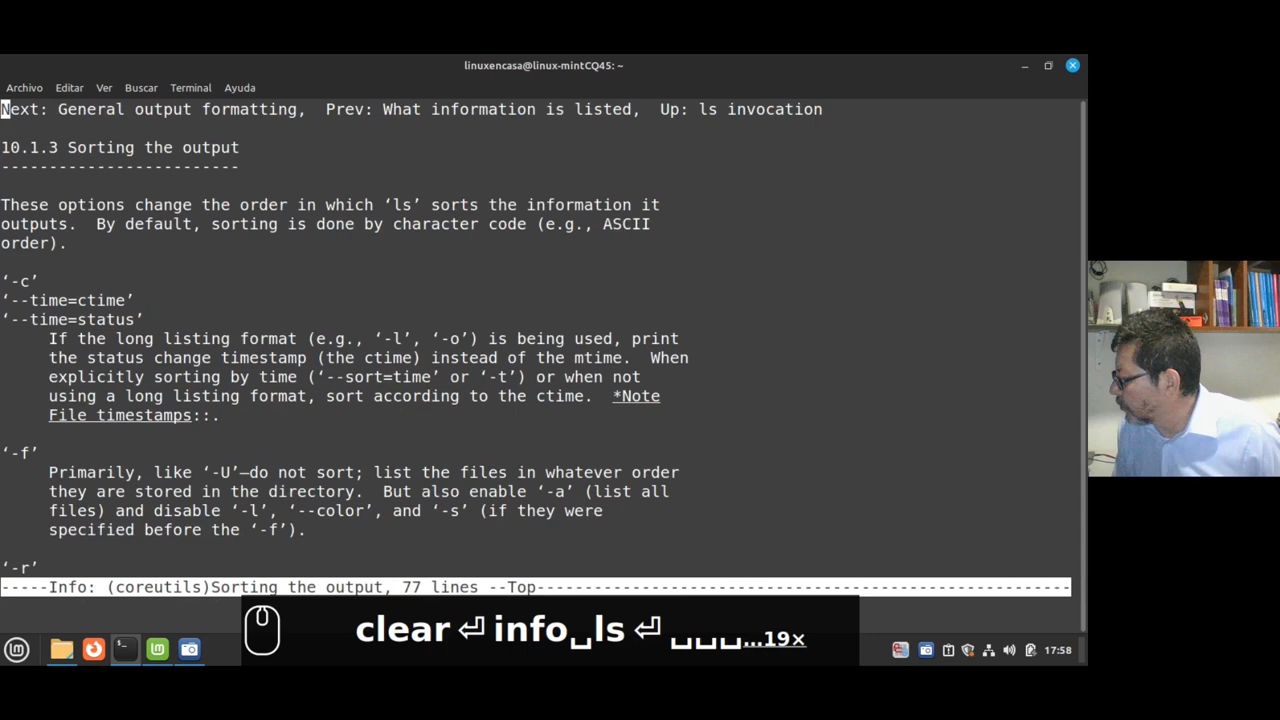 linuxencasa@linux-mintCQ45: ~
Archivo Editar Ver Buscar Terminal Ayuda
Next: General output formatting,  Prev: What information is listed,  Up: ls invocation
10.1.3 Sorting the output
-------------------------
These options change the order in which ‘ls’ sorts the information it
outputs.  By default, sorting is done by character code (e.g., ASCII
order).
‘-c’
‘--time=ctime’
‘--time=status’
If the long listing format (e.g., ‘-l’, ‘-o’) is being used, print
the status change timestamp (the ctime) instead of the mtime.  When
explicitly sorting by time (‘--sort=time’ or ‘-t’) or when not
using a long listing format, sort according to the ctime.  *Note
File timestamps::.
‘-f’
Primarily, like ‘-U’—do not sort; list the files in whatever order
they are stored in the directory.  But also enable ‘-a’ (list all
files) and disable ‘-l’, ‘--color’, and ‘-s’ (if they were
specified before the ‘-f’).
‘-r’
-----Info: (coreutils)Sorting the output, 77 lines --Top--------------------------------------------------------
clear⏎ info␣ls⏎ ␣␣␣...19×
17:58